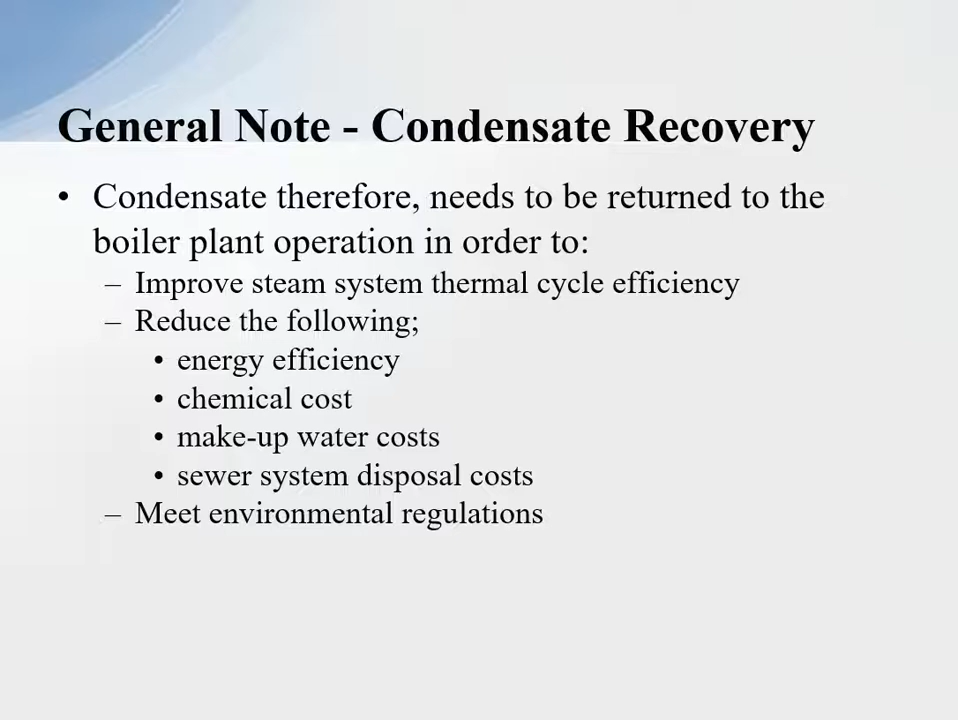 General Note - Condensate Recovery
• Condensate therefore, needs to be returned to the
boiler plant operation in order to:
– Improve steam system thermal cycle efficiency
– Reduce the following;
• energy efficiency
• chemical cost
• make-up water costs
• sewer system disposal costs
– Meet environmental regulations